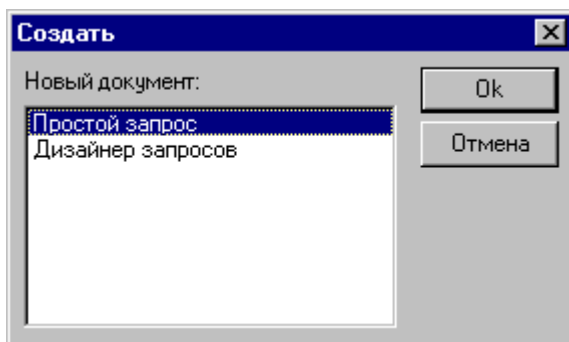 Создать
Новый документ:
Ok
Простой запрос
Отмена
Дизайнер запросов